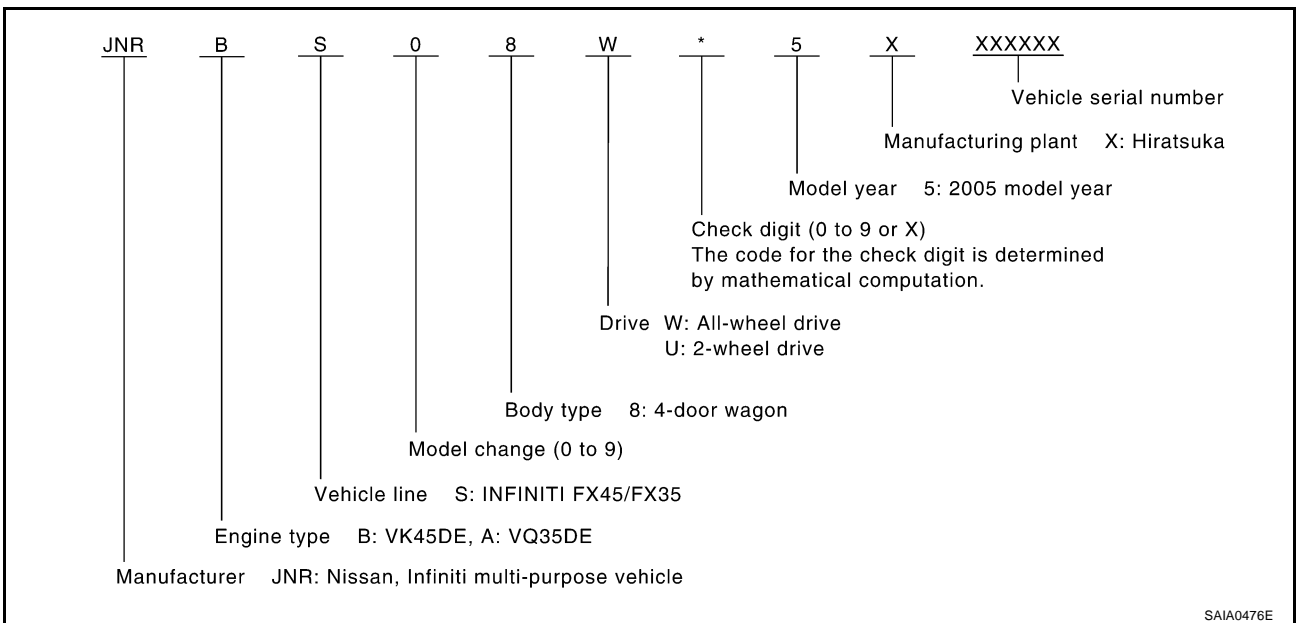 JNR B S 0 8 W * 5 X XXXXXX
Vehicle serial number
Manufacturing plant X: Hiratsuka
Model year 5: 2005 model year
Check digit (0 to 9 or X)
The code for the check digit is determined
by mathematical computation.
Drive W: All-wheel drive
U: 2-wheel drive
Body type 8: 4-door wagon
Model change (0 to 9)
Vehicle line S: INFINITI FX45/FX35
Engine type B: VK45DE, A: VQ35DE
Manufacturer JNR: Nissan, Infiniti multi-purpose vehicle
SAIA0476E